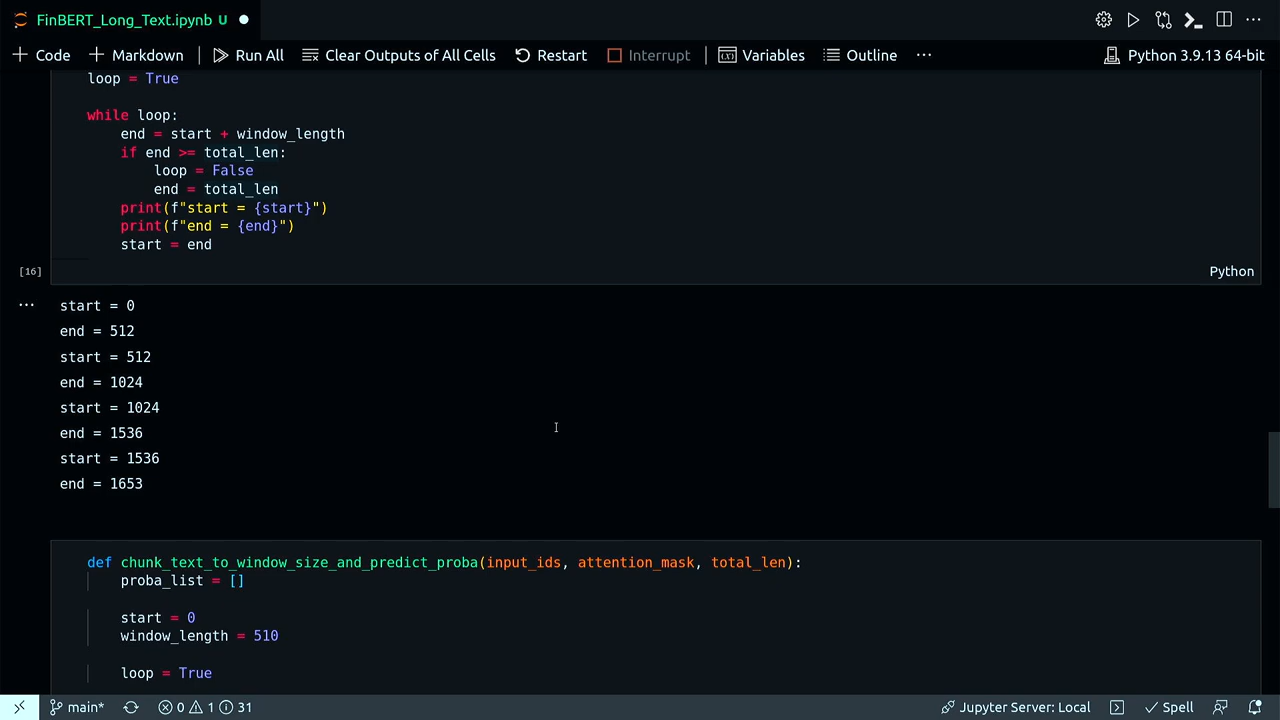 FinBERT_Long_Text.ipynb U
Code Markdown Run All Clear Outputs of All Cells Restart Interrupt Variables Outline ··· Python 3.9.13 64-bit
loop = True
while loop:
    end = start + window_length
    if end >= total_len:
        loop = False
        end = total_len
    print(f"start = {start}")
    print(f"end = {end}")
    start = end
[16]
Python
start = 0
end = 512
start = 512
end = 1024
start = 1024
end = 1536
start = 1536
end = 1653
def chunk_text_to_window_size_and_predict_proba(input_ids, attention_mask, total_len):
    proba_list = []
    start = 0
    window_length = 510
    loop = True
main* 0 1 31 Jupyter Server: Local Spell